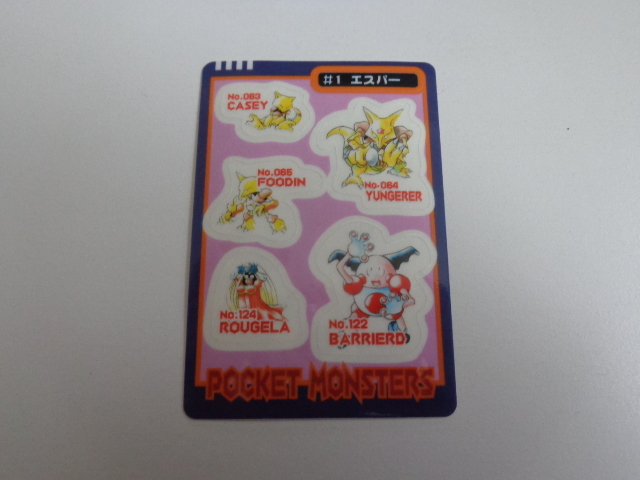 #1 エスパー
No.063
CASEY
No.064
YUNGERER
No.065
FOODIN
No.124
ROUGELA
No.122
BARRIERD
POCKET MONSTERS